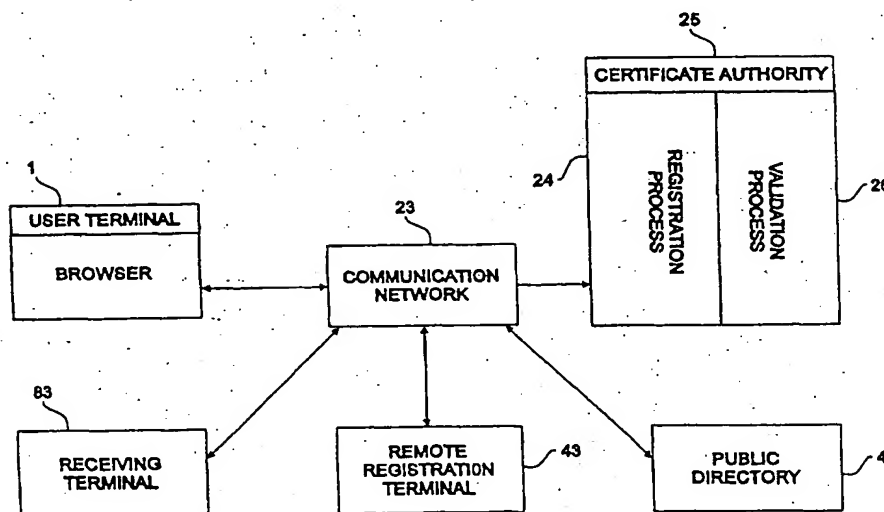 25
CERTIFICATE AUTHORITY
24
REGISTRATION
PROCESS
VALIDATION
PROCESS
1
USER TERMINAL
BROWSER
23
COMMUNICATION
NETWORK
83
RECEIVING
TERMINAL
REMOTE
REGISTRATION
TERMINAL
43
PUBLIC
DIRECTORY